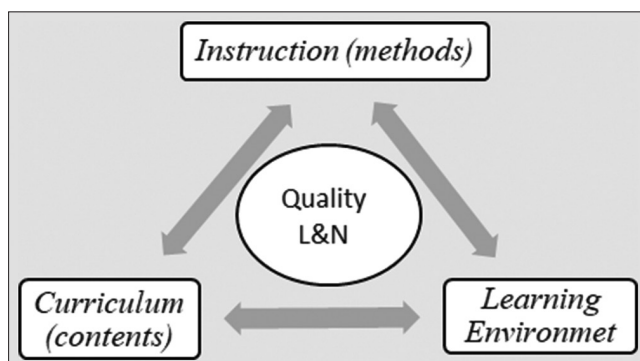 Instruction (methods)
Quality
L&N
Curriculum
(contents)
Learning
Environmet